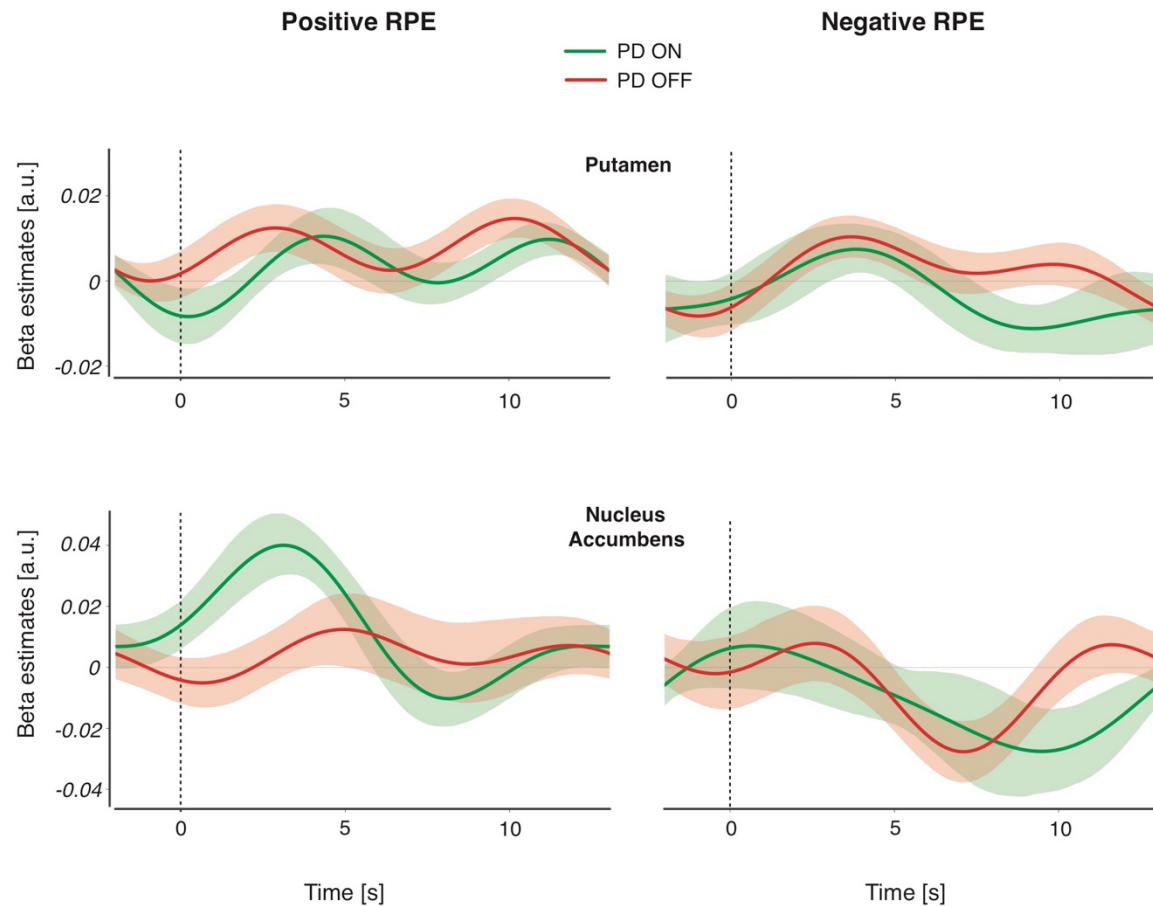 Positive RPE
Negative RPE
PD ON
PD OFF
Putamen
Beta estimates [a.u.]
0.02
0
-0.02
0
5
10
0
5
10
Nucleus
Accumbens
Beta estimates [a.u.]
0.04
0.02
0
-0.02
-0.04
0
5
10
0
5
10
Time [s]
Time [s]